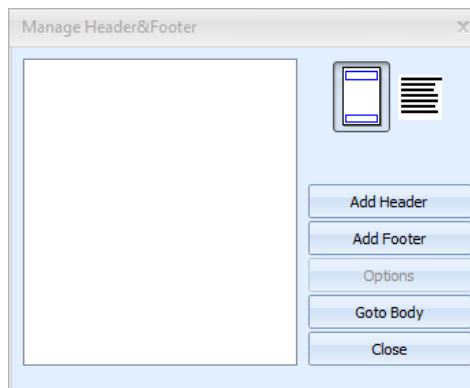 Manage Header&Footer
Add Header
Add Footer
Options
Goto Body
Close